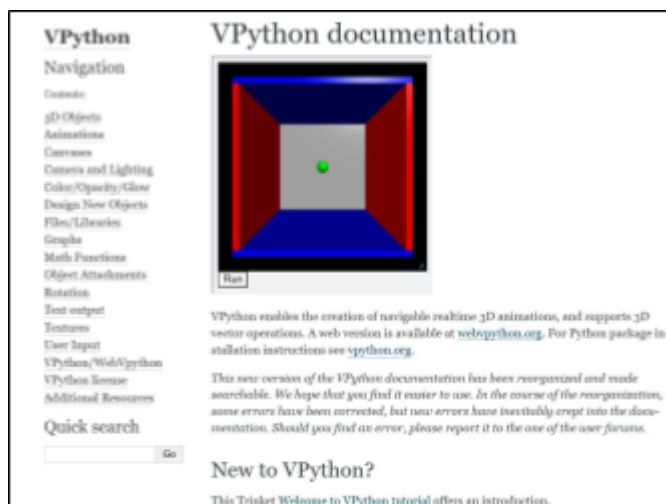 VPython
Navigation
Contents:
3D Objects
Animations
Canvases
Camera and Lighting
Color/Opacity/Glow
Design New Objects
Files/Libraries
Graphs
Math Functions
Object Attachments
Rotation
Text output
Textures
User Input
VPython/WebVpython
VPython license
Additional Resources
Quick search
Go
VPython documentation
Run
VPython enables the creation of navigable realtime 3D animations, and supports 3D
vector operations. A web version is available at webvpython.org. For Python package in-
stallation instructions see vpython.org.
This new version of the VPython documentation has been reorganized and made
searchable. We hope that you find it easier to use. In the course of the reorganization,
some errors have been corrected, but new errors have inevitably crept into the docu-
mentation. Should you find an error, please report it to the one of the user forums.
New to VPython?
This Trinket Welcome to VPython tutorial offers an introduction.